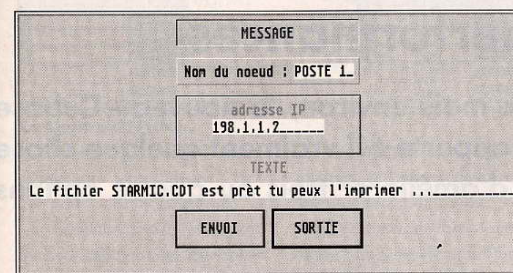 MESSAGE
Nom du noeud : POSTE 1_
adresse IP
198.1.1.2______
TEXTE
Le fichier STARMIC.CDT est prèt tu peux l'imprimer ...__________
ENVOI SORTIE